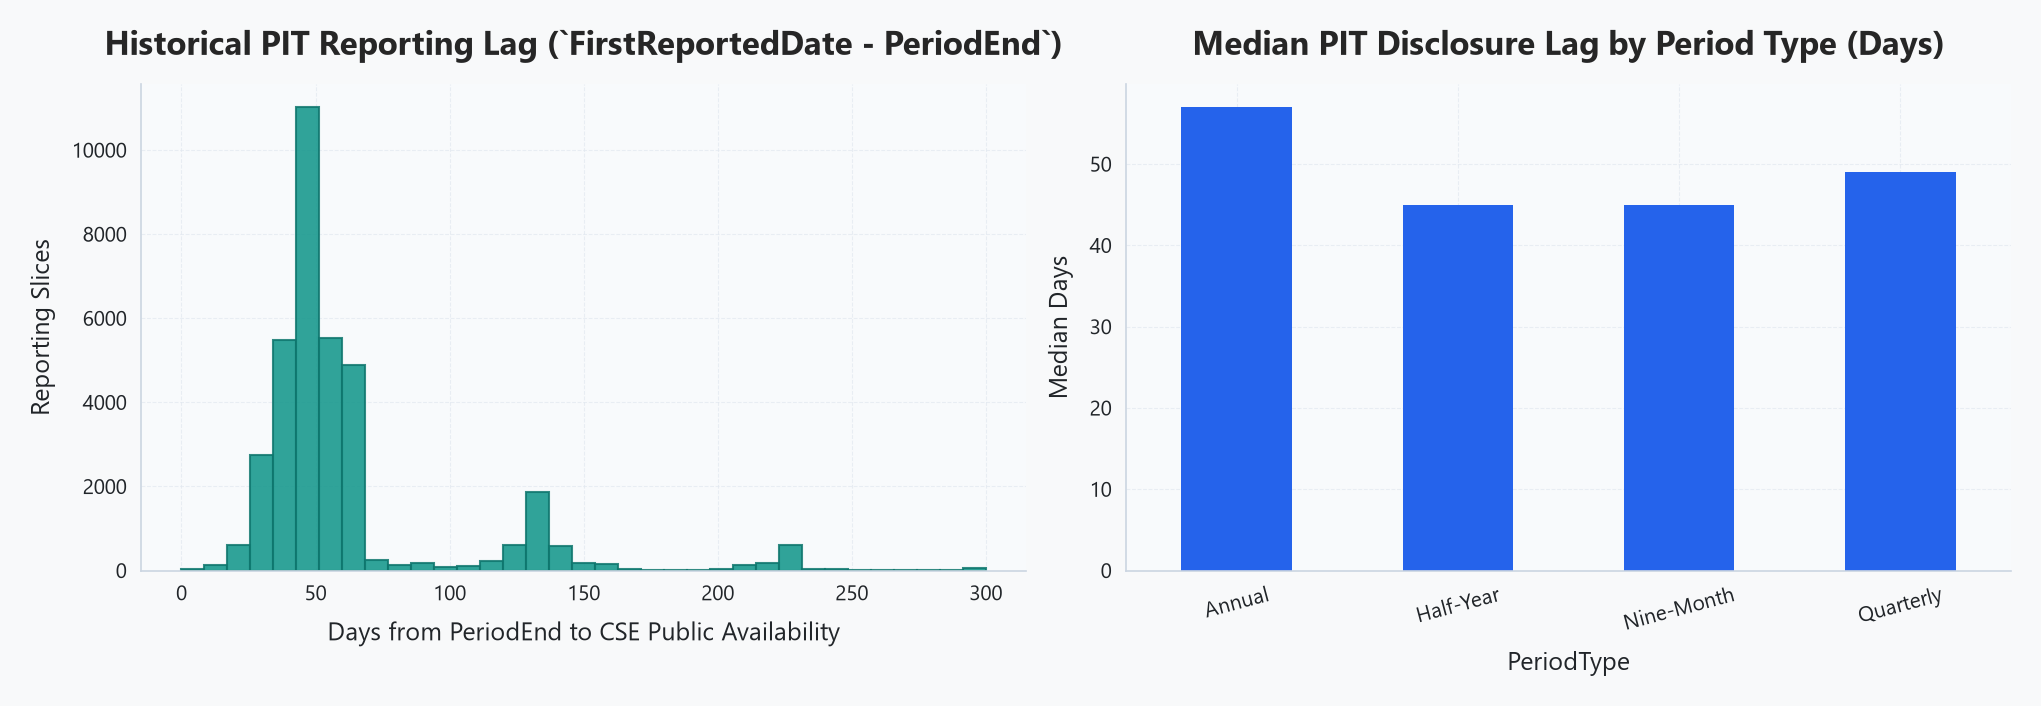 Historical PIT Reporting Lag (`FirstReportedDate - PeriodEnd`)
Reporting Slices
10000
8000
6000
4000
2000
0
0 50 100 150 200 250 300
Days from PeriodEnd to CSE Public Availability
Median PIT Disclosure Lag by Period Type (Days)
Median Days
50
40
30
20
10
0
Annual Half-Year Nine-Month Quarterly
PeriodType